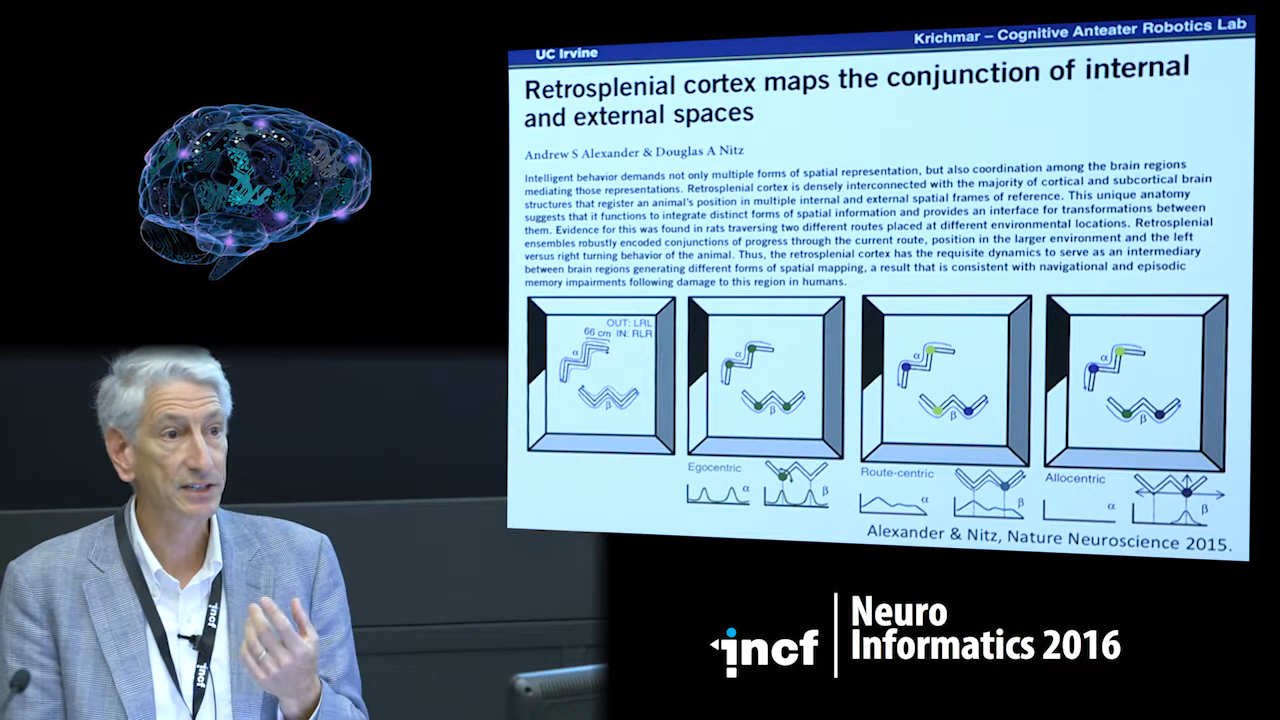 UC Irvine
Krichmar – Cognitive Anteater Robotics Lab
Retrosplenial cortex maps the conjunction of internal
and external spaces
Andrew S Alexander & Douglas A Nitz
Intelligent behavior demands not only multiple forms of spatial representation, but also coordination among the brain regions
mediating those representations. Retrosplenial cortex is densely interconnected with the majority of cortical and subcortical brain
structures that register an animal's position in multiple internal and external spatial frames of reference. This unique anatomy
suggests that it functions to integrate distinct forms of spatial information and provides an interface for transformations between
them. Evidence for this was found in rats traversing two different routes placed at different environmental locations. Retrosplenial
ensembles robustly encoded conjunctions of progress through the current route, position in the larger environment and the left
versus right turning behavior of the animal. Thus, the retrosplenial cortex has the requisite dynamics to serve as an intermediary
between brain regions generating different forms of spatial mapping, a result that is consistent with navigational and episodic
memory impairments following damage to this region in humans.
OUT: LRL
66 cm IN: RLR
α
β
α
β
α
β
α
β
Egocentric
α
β
Route-centric
α
β
Allocentric
α
β
Alexander & Nitz, Nature Neuroscience 2015.
incf
incf
incf
Neuro
Informatics 2016